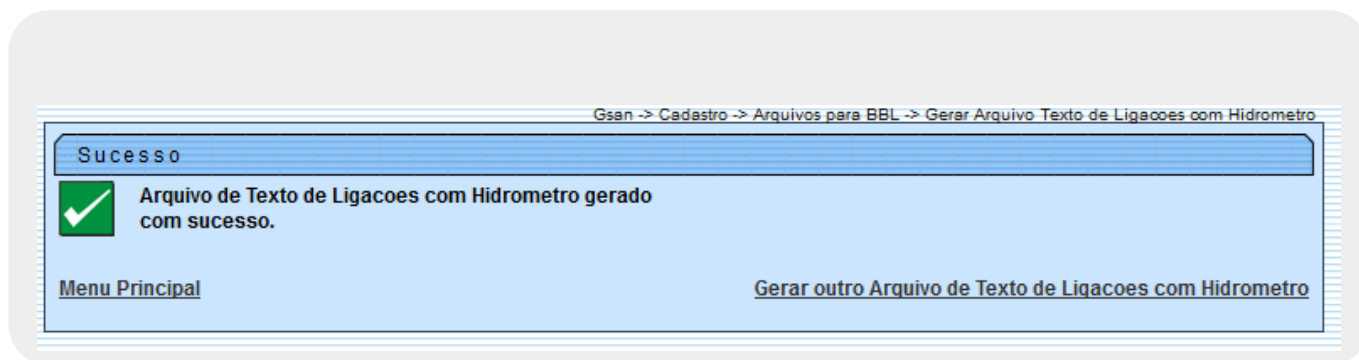 Gsan -> Cadastro -> Arquivos para BBL -> Gerar Arquivo Texto de Ligacoes com Hidrometro
Sucesso
Arquivo de Texto de Ligacoes com Hidrometro gerado
com sucesso.
Menu Principal
Gerar outro Arquivo de Texto de Ligacoes com Hidrometro